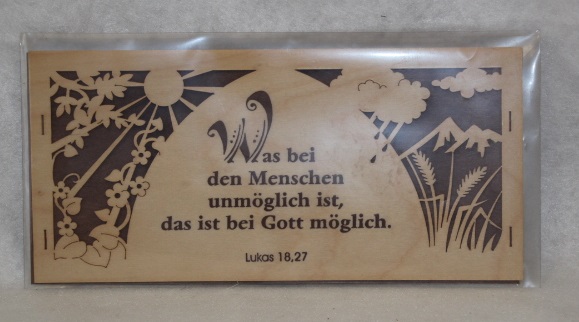 Was bei
den Menschen
unmöglich ist,
das ist bei Gott möglich.
Lukas 18,27